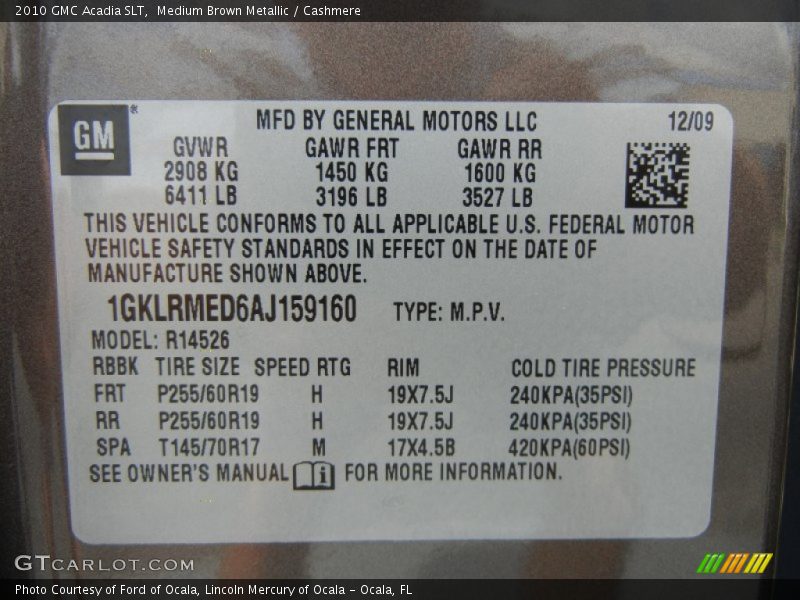 2010 GMC Acadia SLT,  Medium Brown Metallic / Cashmere
GM
MFD BY GENERAL MOTORS LLC 12/09
GVWR GAWR FRT GAWR RR
2908 KG 1450 KG 1600 KG
6411 LB 3196 LB 3527 LB
THIS VEHICLE CONFORMS TO ALL APPLICABLE U.S. FEDERAL MOTOR
VEHICLE SAFETY STANDARDS IN EFFECT ON THE DATE OF
MANUFACTURE SHOWN ABOVE.
1GKLRMED6AJ159160 TYPE: M.P.V.
MODEL: R14526
RBBK TIRE SIZE SPEED RTG RIM COLD TIRE PRESSURE
FRT P255/60R19 H 19X7.5J 240KPA(35PSI)
RR P255/60R19 H 19X7.5J 240KPA(35PSI)
SPA T145/70R17 M 17X4.5B 420KPA(60PSI)
SEE OWNER'S MANUAL i FOR MORE INFORMATION.
GTCARLOT.COM
Photo Courtesy of Ford of Ocala, Lincoln Mercury of Ocala - Ocala, FL